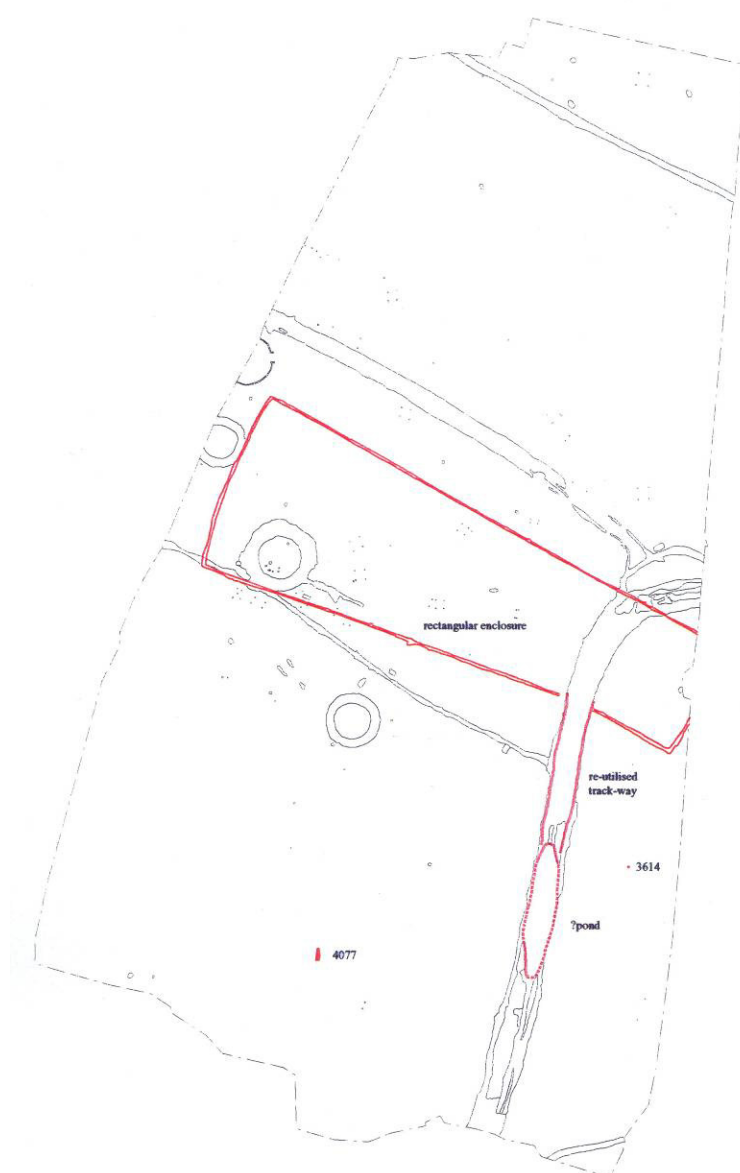 rectangular enclosure
re-utilised
track-way
3614
?pond
4077